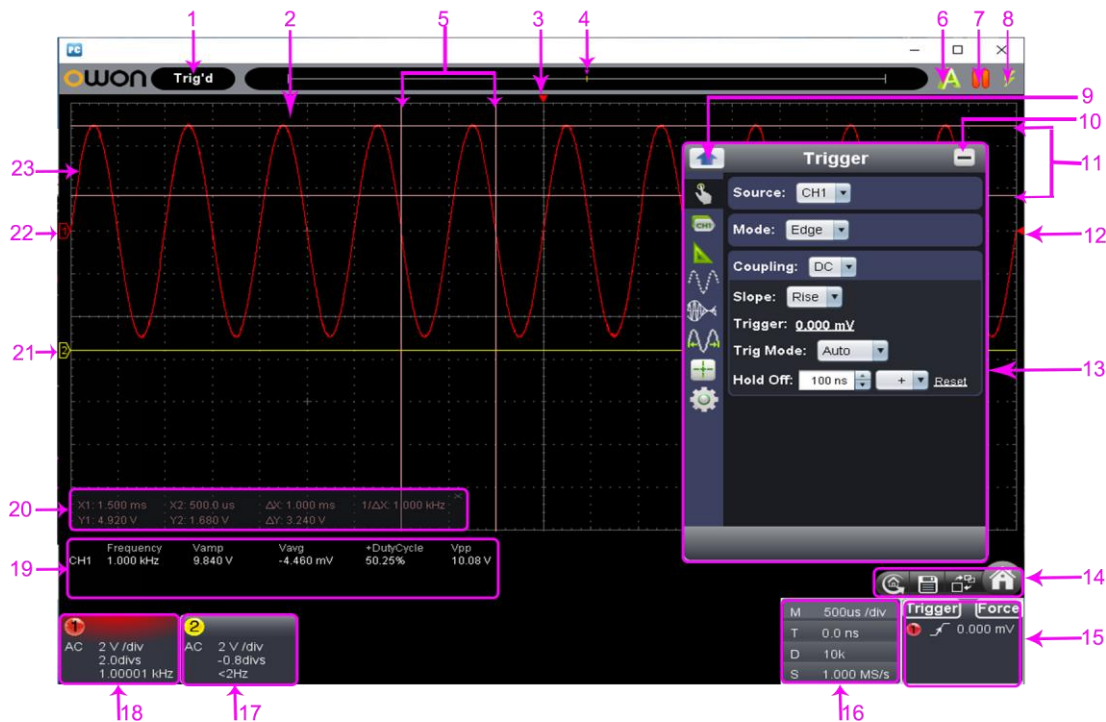 1 2 5 3 4 6 7 8
PC
OWON Trig'd
9
10
11
12
13
14
15
16
17
18
19
20
21
22
23
1
2
Trigger
Source: CH1
CH1
Mode: Edge
Coupling: DC
Slope: Rise
Trigger: 0.000 mV
Trig Mode: Auto
Hold Off: 100 ns + Reset
X1: 1.500 ms X2: 500.0 us ΔX: 1.000 ms 1/ΔX: 1.000 kHz
Y1: 4.920 V Y2: 1.680 V ΔY: 3.240 V
Frequency Vamp Vavg +DutyCycle Vpp
CH1 1.000 kHz 9.840 V -4.460 mV 50.25% 10.08 V
1
AC 2 V /div
2.0divs
1.00001 kHz
2
AC 2 V /div
-0.8divs
<2Hz
M 500us /div
T 0.0 ns
D 10k
S 1.000 MS/s
Trigger Force
1 0.000 mV